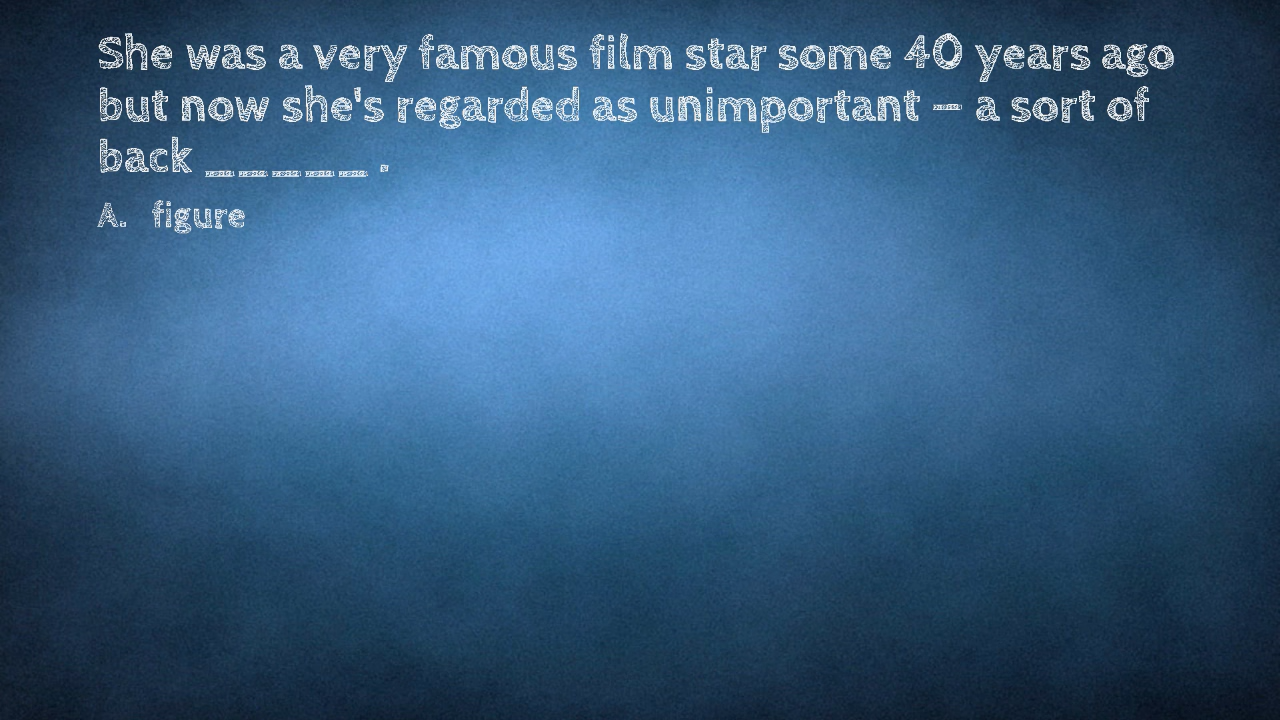 She was a very famous film star some 40 years ago
but now she's regarded as unimportant – a sort of
back _ _ _ _ _ .
A. figure